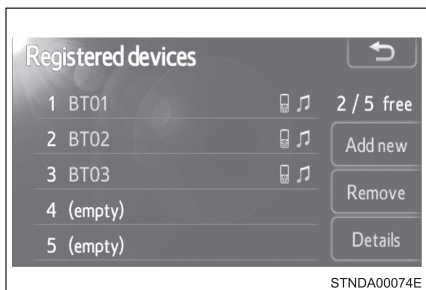 Registered devices
1 BT01
2 / 5 free
2 BT02
Add new
3 BT03
Remove
4 (empty)
5 (empty)
Details
STNDA00074E